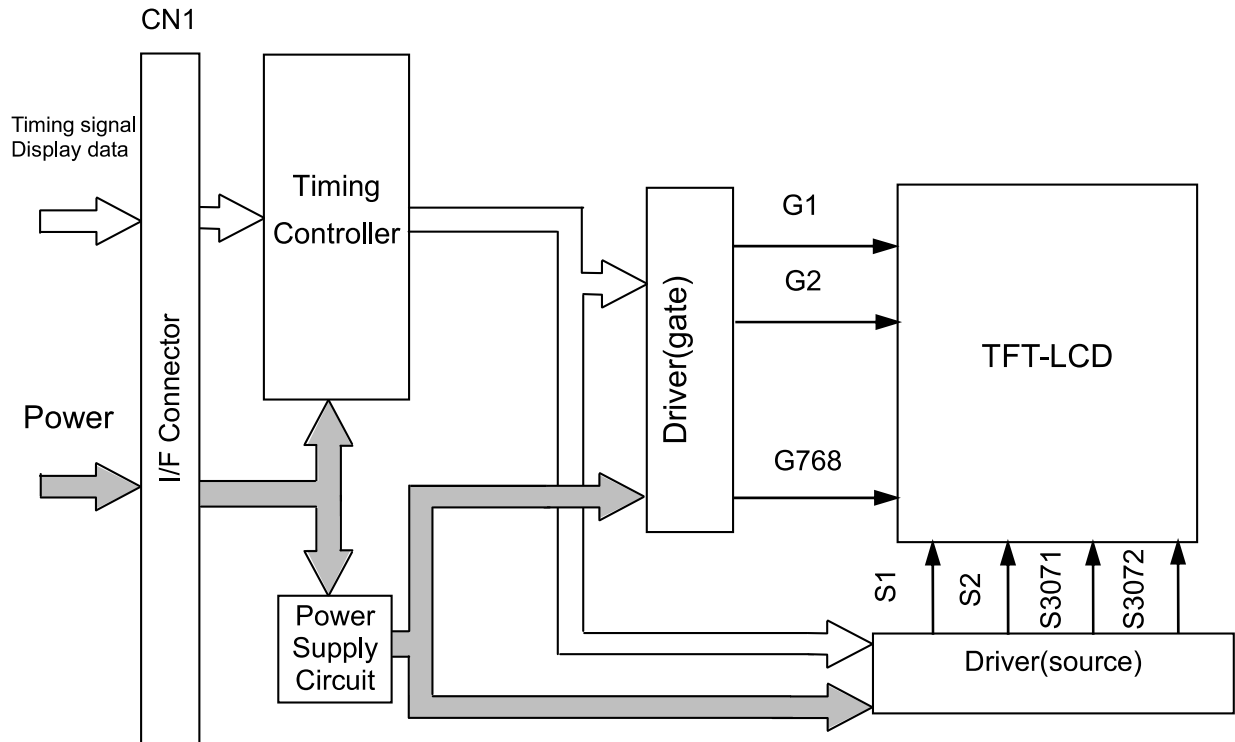 CN1
Timing signal
Display data
Power
I/F Connector
Timing
Controller
Power
Supply
Circuit
Driver(gate)
G1
G2
G768
TFT-LCD
S1
S2
S3071
S3072
Driver(source)